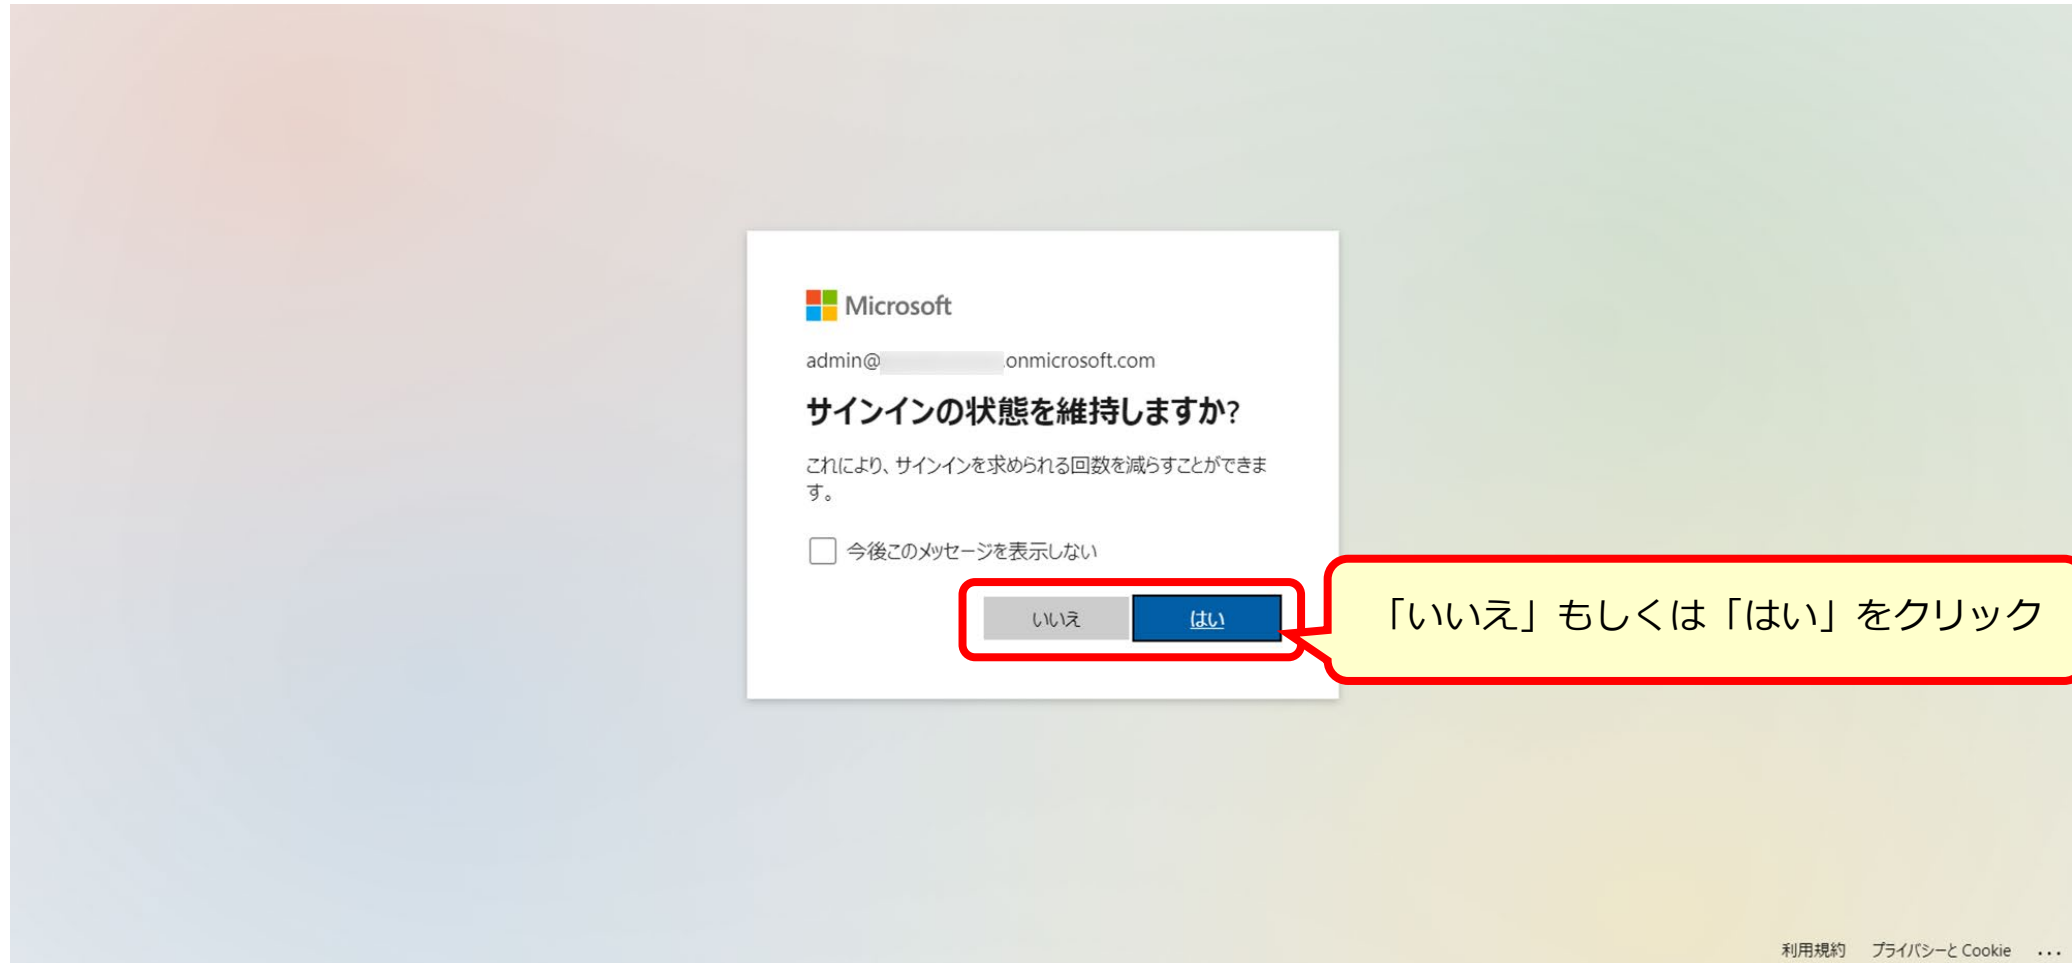 Microsoft
admin@ .onmicrosoft.com
サインインの状態を維持しますか?
これにより、サインインを求められる回数を減らすことができま
す。
今後このメッセージを表示しない
いいえ はい
「いいえ」もしくは「はい」をクリック
利用規約 プライバシーと Cookie ...